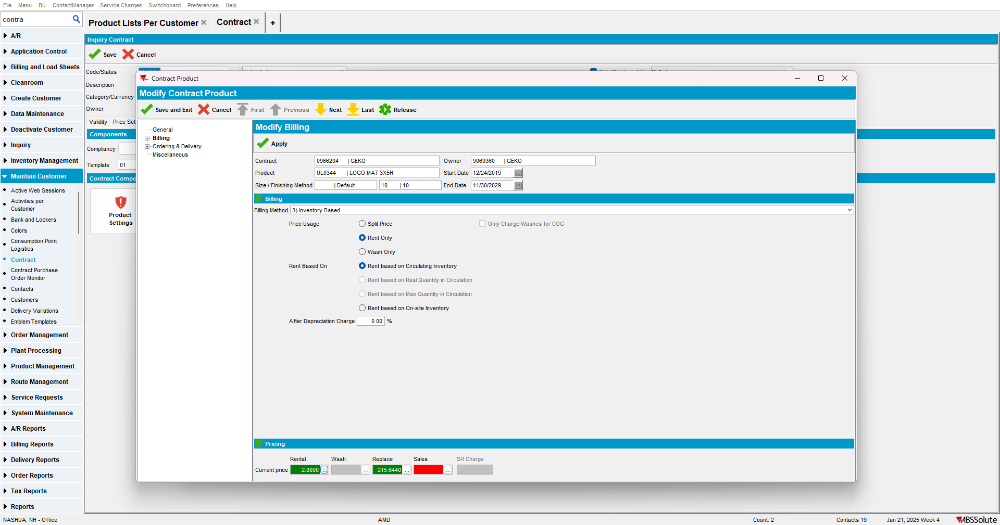 File Menu BU ContactManager Service Charges Switchboard Preferences Help
contra
Product Lists Per Customer
Contract
+
A/R
Application Control
Billing and Load Sheets
Cleanroom
Create Customer
Data Maintenance
Deactivate Customer
Inquiry
Inventory Management
Maintain Customer
Active Web Sessions
Activities per
Customer
Bank and Lockers
Colors
Consumption Point
Logistics
Contract
Contract Purchase
Order Monitor
Contacts
Customers
Delivery Variations
Emblem Templates
Order Management
Plant Processing
Product Management
Route Management
Service Requests
System Maintenance
A/R Reports
Billing Reports
Delivery Reports
Order Reports
Tax Reports
Reports
Inquiry Contract
Save Cancel
Code/Status
Description
Category/Currency
Owner
Validity Price Set
Components
Compliancy
Template 01
Contract Compo
Product
Settings
Contract Product
Modify Contract Product
Save and Exit Cancel First Previous Next Last Release
General
Billing
Ordering & Delivery
Miscellaneous
Modify Billing
Apply
Contract 0966204 | GEKO Owner 9069360 | GEKO
Product UL0344 | LOGO MAT 3X5H Start Date 12/24/2019 16
Size / Finishing Method - | Default 10 | 10 End Date 11/30/2029 16
Billing
Billing Method 3) Inventory Based
Price Usage Split Price Only Charge Washes for COG
Rent Only
Wash Only
Rent Based On Rent based on Circulating Inventory
Rent based on Real Quantity in Circulation
Rent based on Max Quantity in Circulation
Rent based on On-site Inventory
After Depreciation Charge 0.00 %
Pricing
Rental Wash Replace Sales SR Charge
Current price 2.0000 ... ... 215.6440 ... ...
NASHUA, NH - Office AMD Count: 2 Contacts 19 Jan 21, 2025 Week 4 ABSSolute